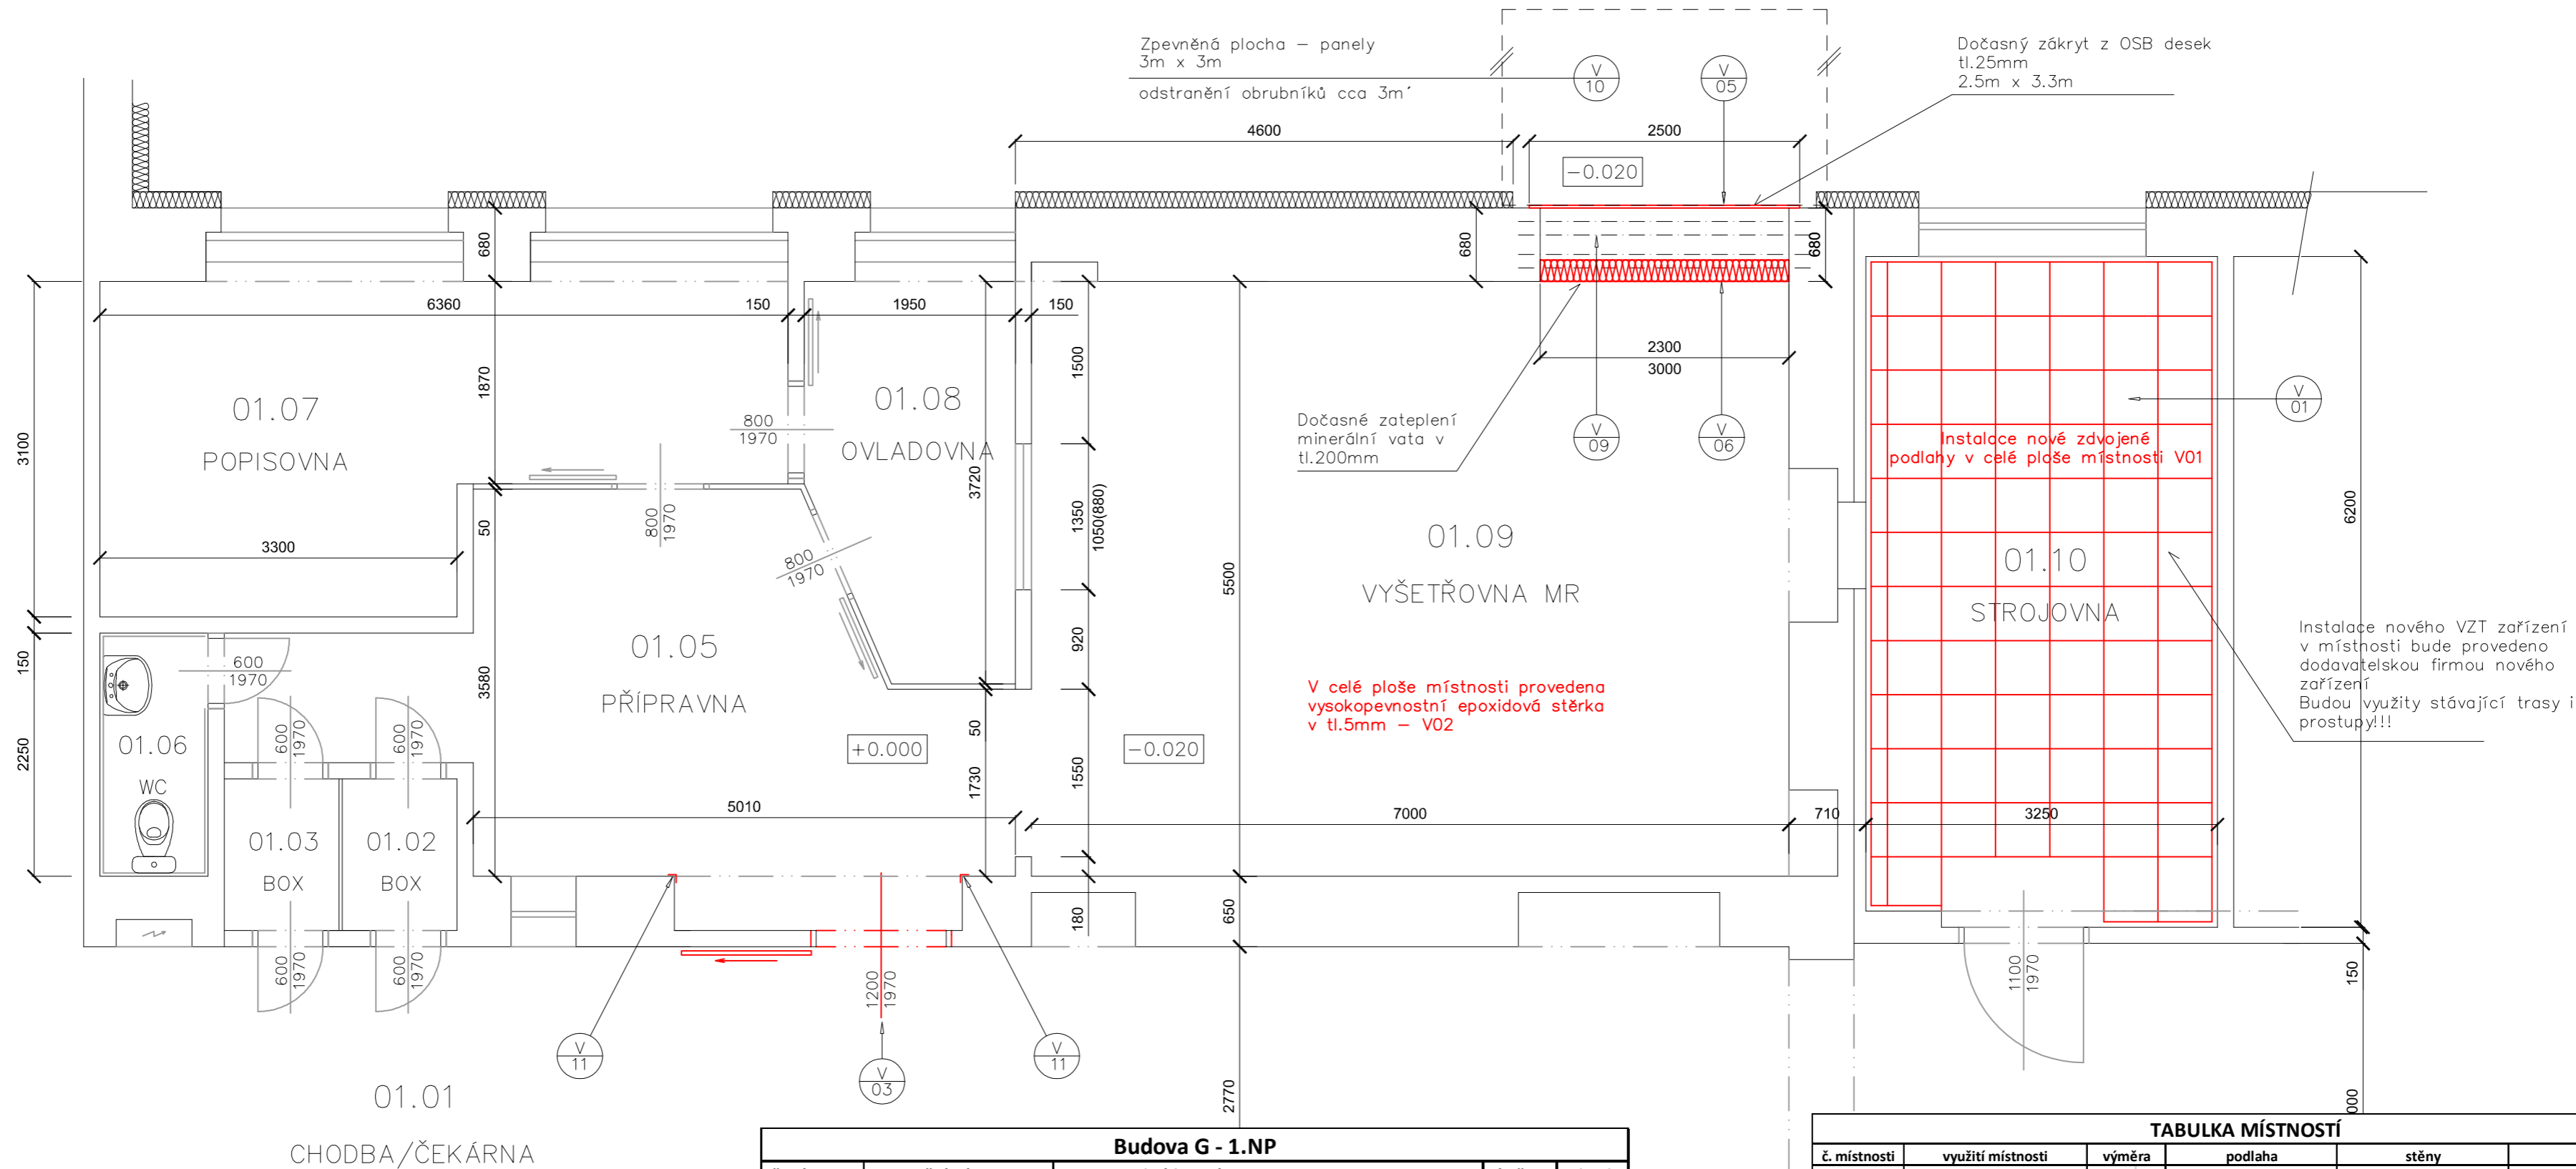 Zpevněná plocha – panely
3m x 3m
odstranění obrubníků cca 3m´
V
10
V
05
Dočasný zákryt z OSB desek
tl.25mm
2.5m x 3.3m
4600
2500
-0.020
680
680
680
6360
150
1950
150
3100
1870
1500
2300
3000
01.07
POPISOVNA
800
1970
01.08
OVLADOVNA
Dočasné zateplení
minerální vata v
tl.200mm
V
09
V
06
V
01
Instalace nové zdvojené
podlahy v celé ploše místnosti V01
3720
50
800
1970
1350
1050(880)
3300
800
1970
5500
01.09
VYŠETŘOVNA MR
01.10
STROJOVNA
6200
150
600
1970
3580
01.05
PŘÍPRAVNA
920
V celé ploše místnosti provedena
vysokopevnostní epoxidová stěrka
v tl.5mm – V02
Instalace nového VZT zařízení
v místnosti bude provedeno
dodavatelskou firmou nového
zařízení
Budou využity stávající trasy i
prostupy!!!
2250
01.06
WC
600
1970
600
1970
+0.000
-0.020
50
1730
1550
5010
7000
710
3250
01.03
BOX
01.02
BOX
180
650
600
1970
600
1970
1200
1970
1100
1970
150
V
11
V
03
V
11
2770
000
01.01
CHODBA/ČEKÁRNA
Budova G - 1.NP
TABULKA MÍSTNOSTÍ
č. místnosti využití místnosti výměra podlaha stěny